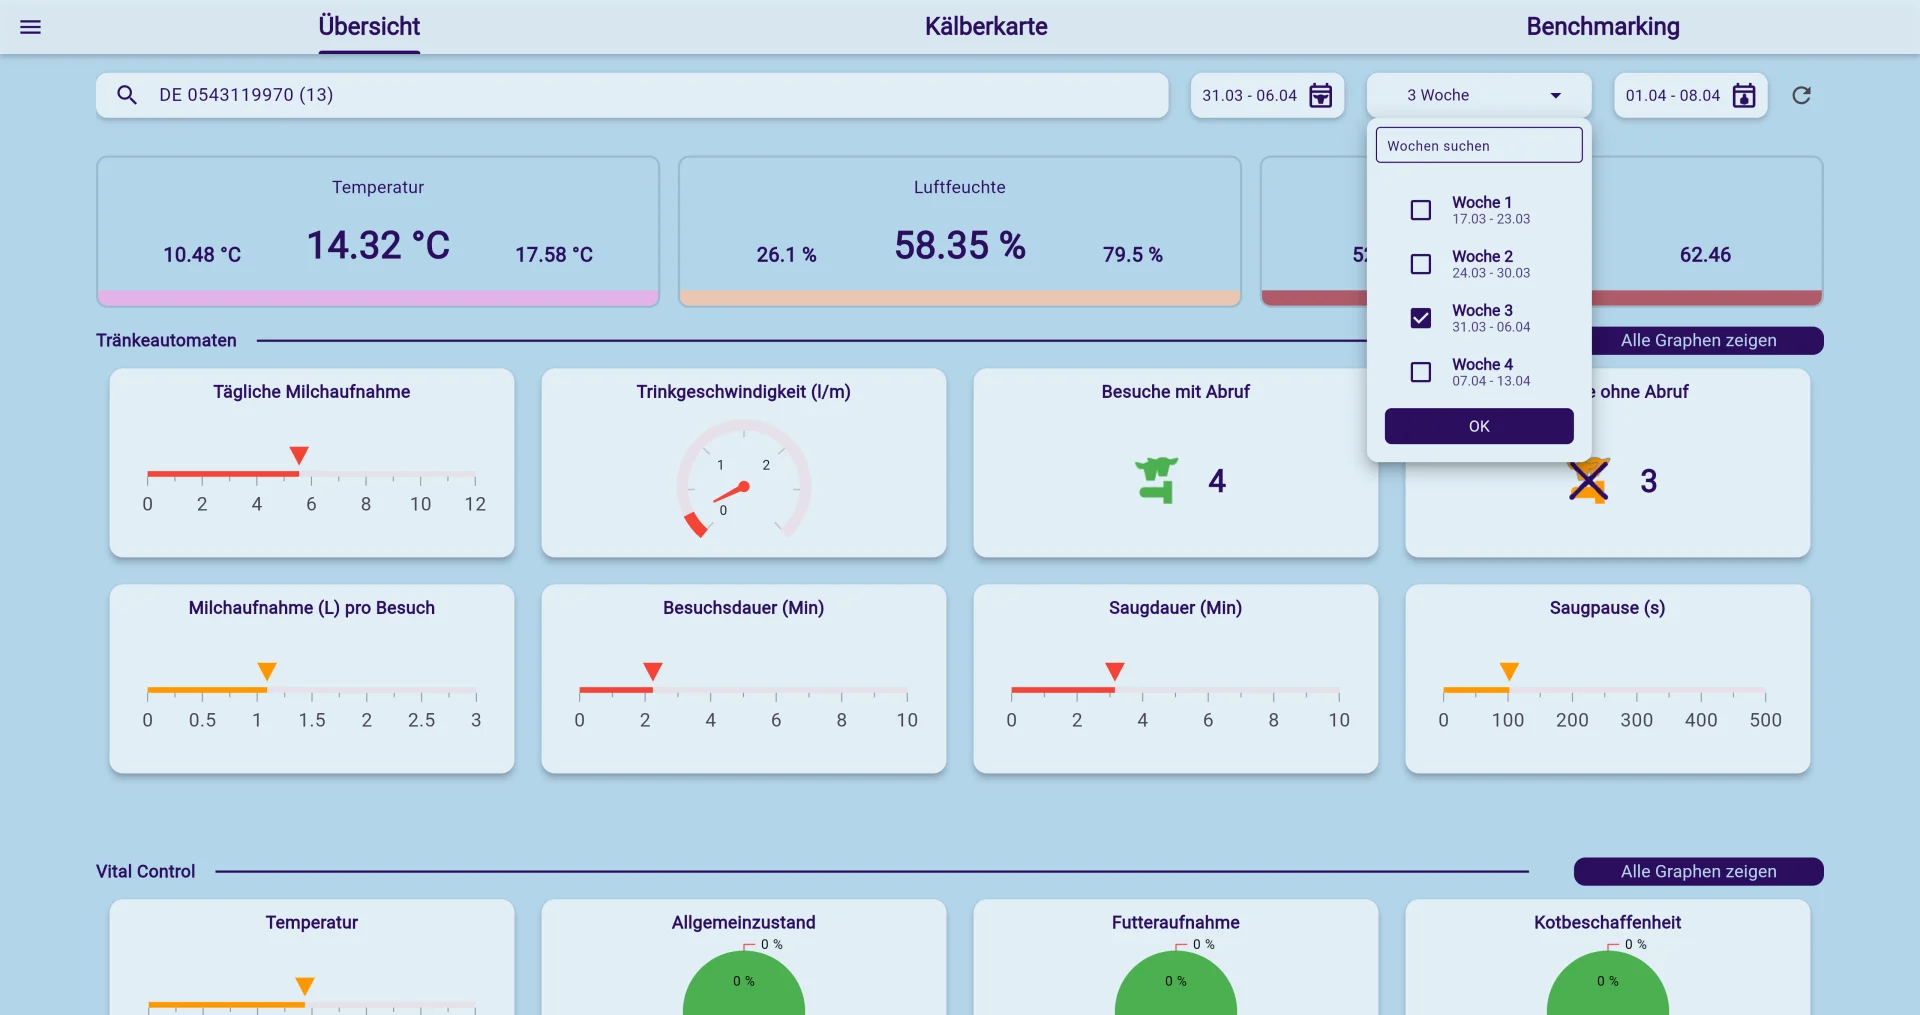 Übersicht
Kälberkarte
Benchmarking
DE 0543119970 (13)
31.03 - 06.04
3 Woche
01.04 - 08.04
Wochen suchen
Woche 1
17.03 - 23.03
Woche 2
24.03 - 30.03
Woche 3
31.03 - 06.04
Woche 4
07.04 - 13.04
OK
Temperatur
10.48 °C
14.32 °C
17.58 °C
Luftfeuchte
26.1 %
58.35 %
79.5 %
62.46
Tränkeautomaten
Alle Graphen zeigen
Tägliche Milchaufnahme
0 2 4 6 8 10 12
Trinkgeschwindigkeit (l/m)
1 2
0
Besuche mit Abruf
4
ohne Abruf
3
Milchaufnahme (L) pro Besuch
0 0.5 1 1.5 2 2.5 3
Besuchsdauer (Min)
0 2 4 6 8 10
Saugdauer (Min)
0 2 4 6 8 10
Saugpause (s)
0 100 200 300 400 500
Vital Control
Alle Graphen zeigen
Temperatur
Allgemeinzustand
0 %
0 %
Futteraufnahme
0 %
0 %
Kotbeschaffenheit
0 %
0 %